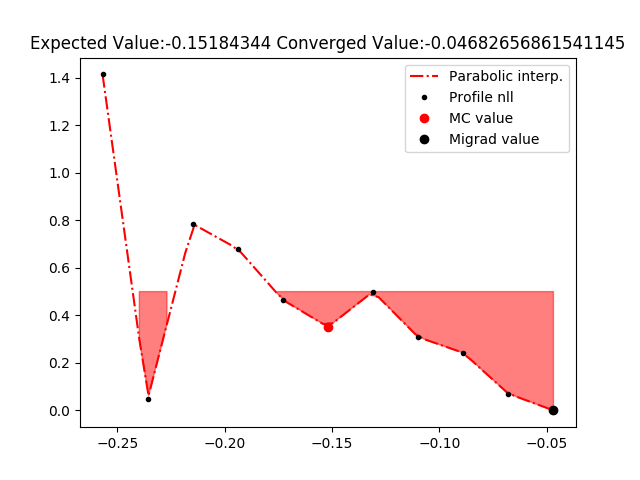 Expected Value:-0.15184344 Converged Value:-0.04682656861541145
Parabolic interp.
Profile nll
MC value
Migrad value
1.4
1.2
1.0
0.8
0.6
0.4
0.2
0.0
−0.25 −0.20 −0.15 −0.10 −0.05